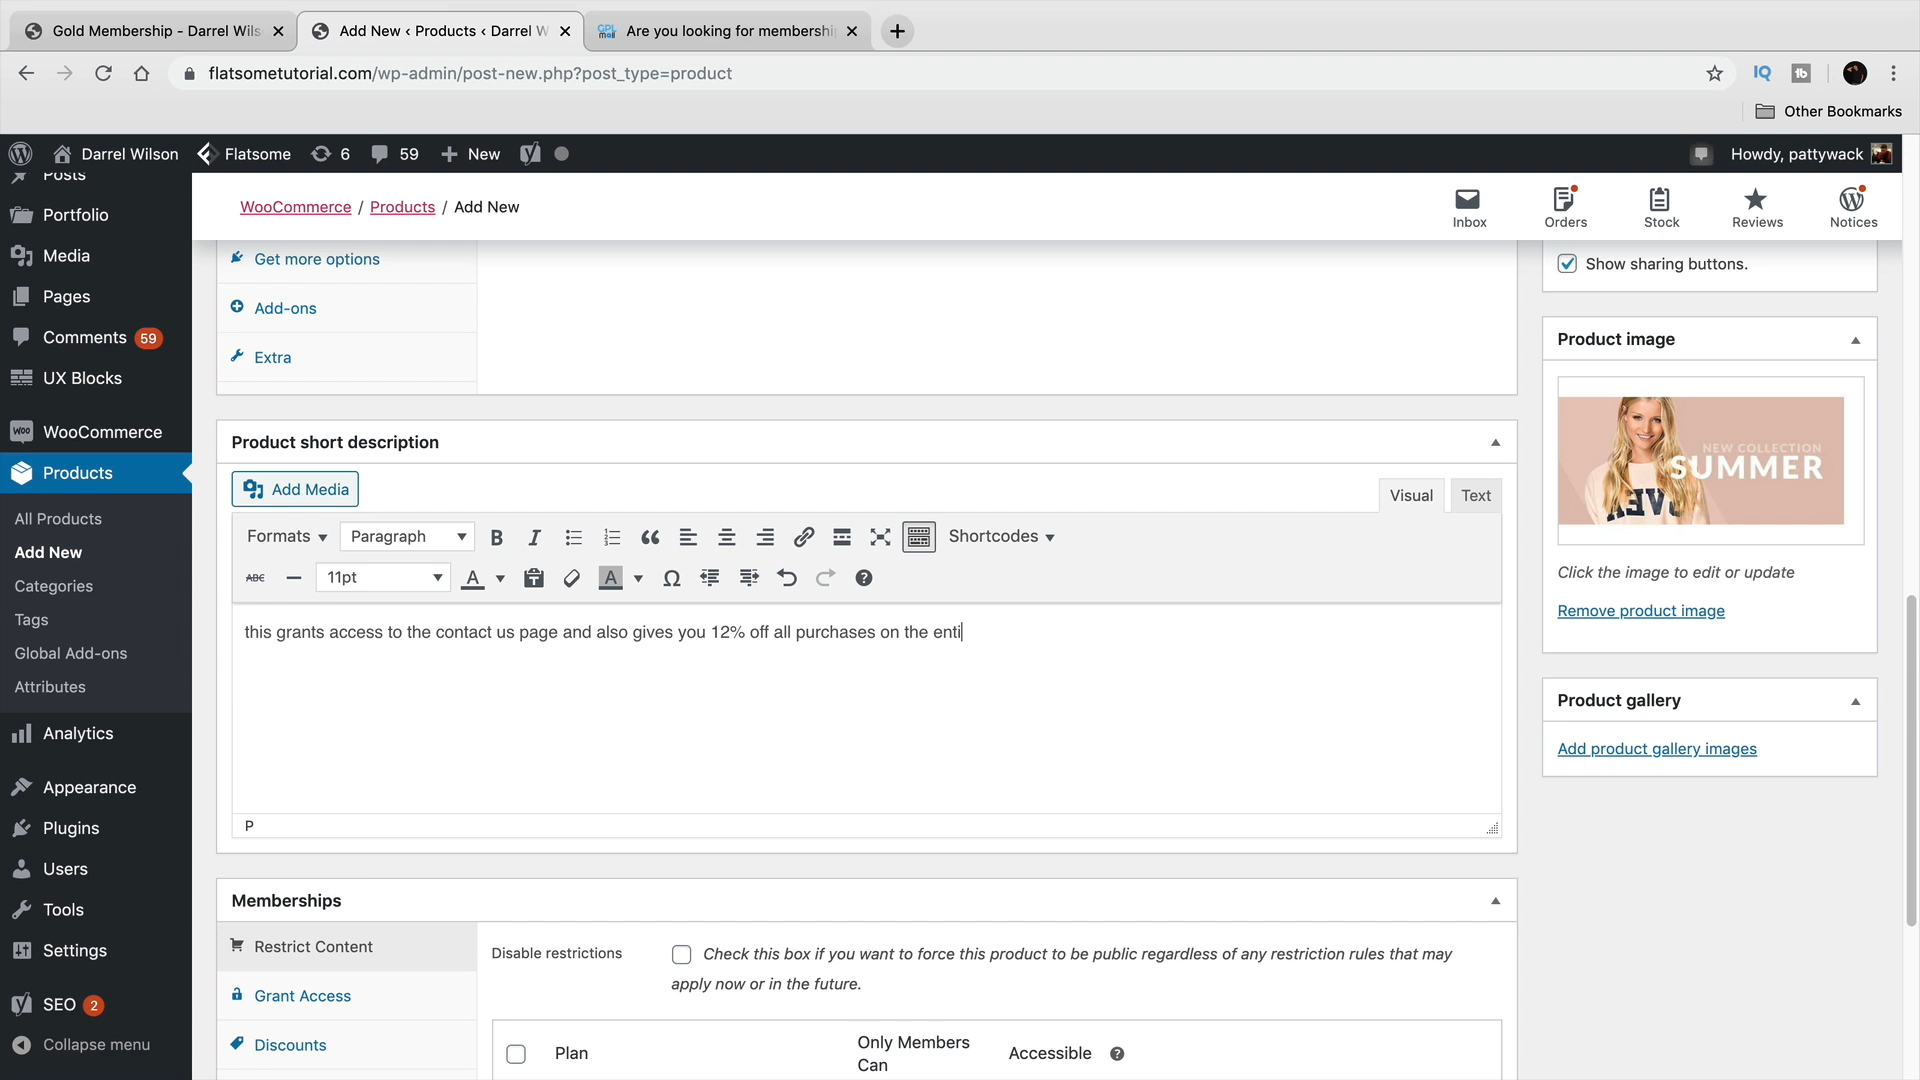 Gold Membership - Darrel Wils
Add New ‹ Products ‹ Darrel W
GPL mall
Are you looking for membershi
flatsometutorial.com/wp-admin/post-new.php?post_type=product
IQ
tb
Other Bookmarks
Darrel Wilson
Flatsome
6
59
New
Howdy, pattywack
Posts
Portfolio
Media
Pages
Comments 59
UX Blocks
WooCommerce
Products
All Products
Add New
Categories
Tags
Global Add-ons
Attributes
Analytics
Appearance
Plugins
Users
Tools
Settings
SEO 2
Collapse menu
WooCommerce / Products / Add New
Inbox
Orders
Stock
Reviews
Notices
Get more options
Add-ons
Extra
Product short description
Add Media
Visual
Text
Formats
Paragraph
B
I
Shortcodes
ABC
11pt
A
A
Ω
this grants access to the contact us page and also gives you 12% off all purchases on the enti
P
Memberships
Restrict Content
Grant Access
Discounts
Disable restrictions
Check this box if you want to force this product to be public regardless of any restriction rules that may
apply now or in the future.
Plan
Only Members
Can
Accessible
Show sharing buttons.
Product image
NEW COLLECTION
SUMMER
Click the image to edit or update
Remove product image
Product gallery
Add product gallery images